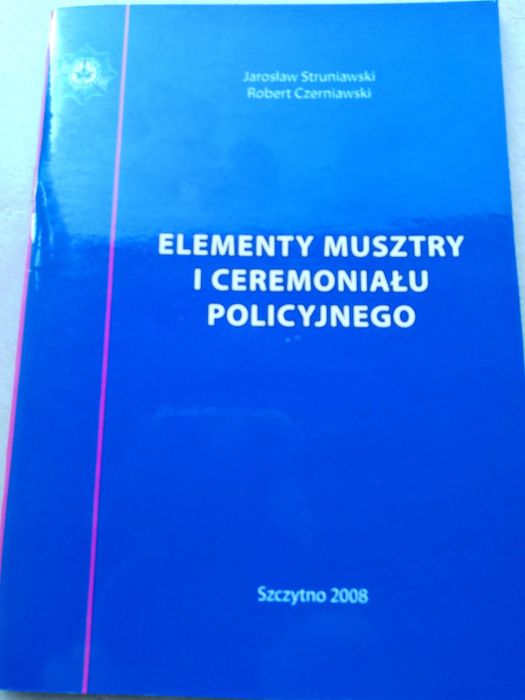 Jarosław Struniawski
Robert Czerniawski
ELEMENTY MUSZTRY
I CEREMONIAŁU
POLICYJNEGO
Szczytno 2008